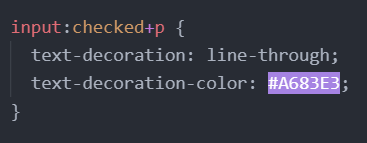 input:checked+p {
  text-decoration: line-through;
  text-decoration-color: #A683E3;
}